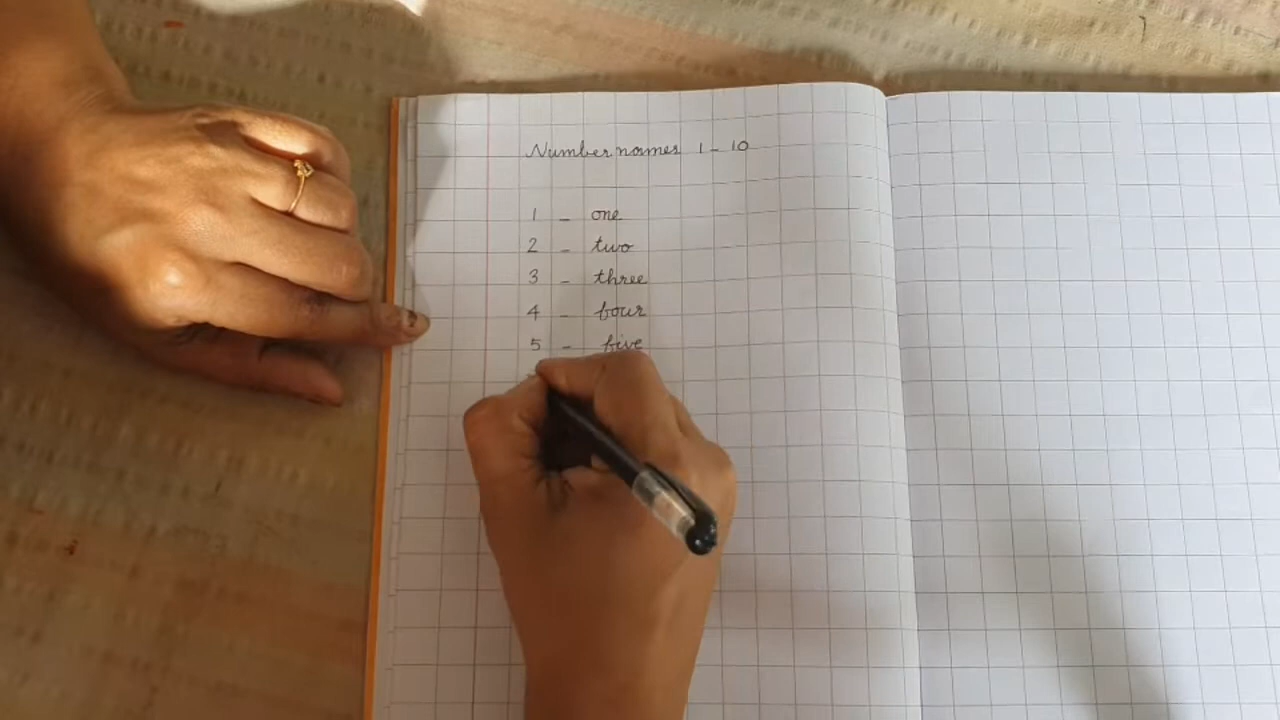 Number names 1 - 10
1 - one
2 - two
3 - three
4 - four
5 - five